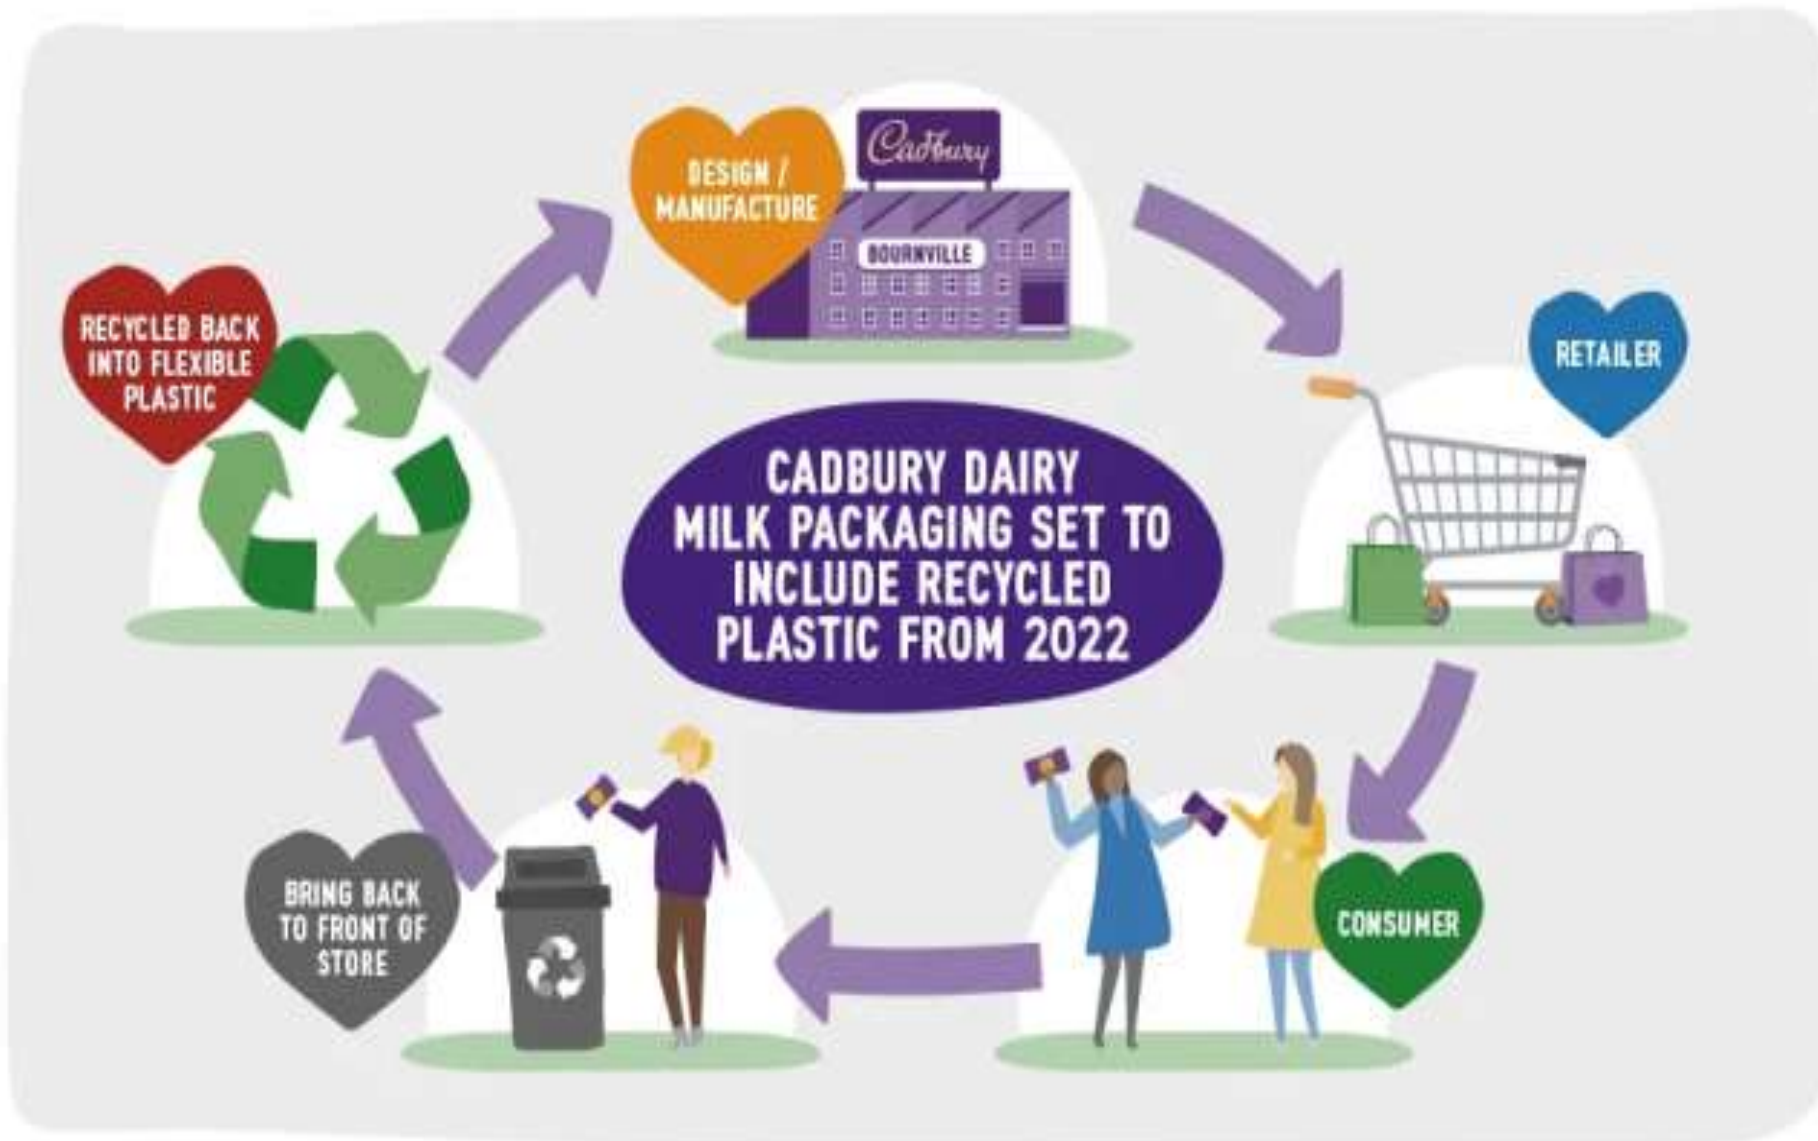 DESIGN /
MANUFACTURE
Cadbury
BOURNVILLE
RETAILER
CONSUMER
BRING BACK
TO FRONT OF
STORE
RECYCLED BACK
INTO FLEXIBLE
PLASTIC
CADBURY DAIRY
MILK PACKAGING SET TO
INCLUDE RECYCLED
PLASTIC FROM 2022